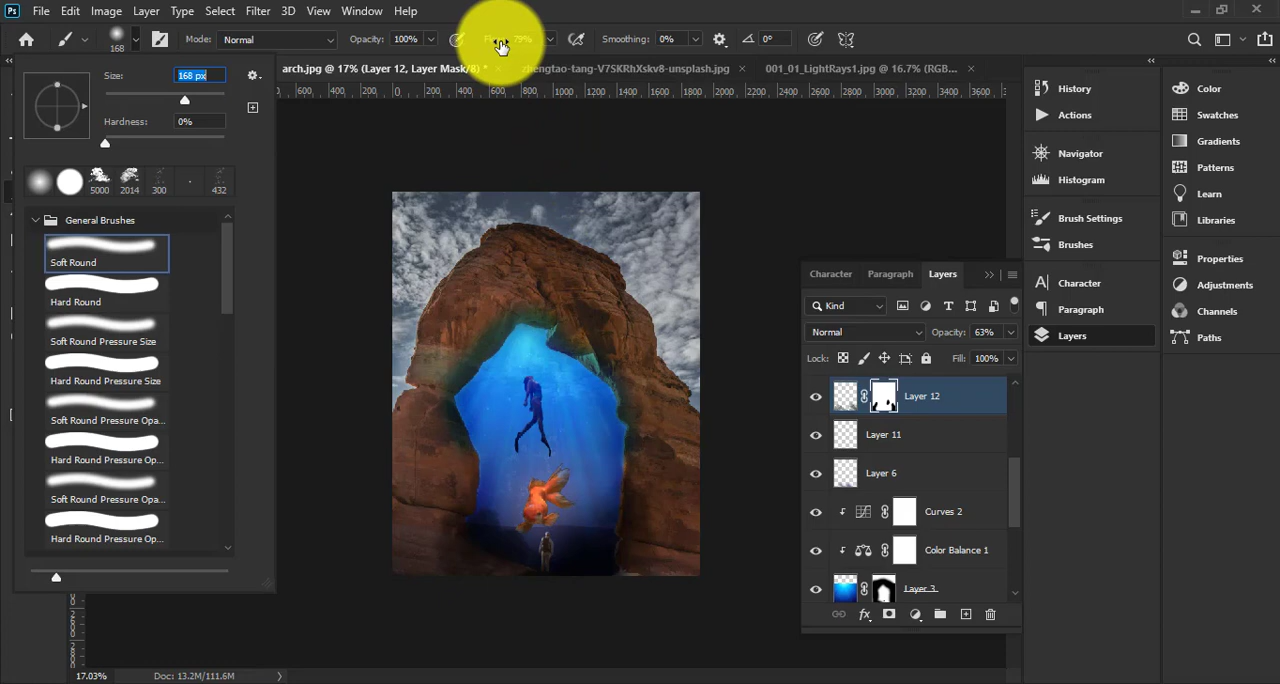 Ps File Edit Image Layer Type Select Filter 3D View Window Help
168 Mode: Normal Opacity: 100% 79% Smoothing: 0% 0°
arch.jpg @ 17% (Layer 12, Layer Mask/8) * zhengtao-tang-V7SKRhXskv8-unsplash.jpg 001_01_LightRays1.jpg @ 16.7% (RGB...
0 200 400 600 800 1000 1200 1400 1600 1800 2000 2200 2400 2600 2800 3000 3200 3400 3600
Size: 168 px
Hardness: 0%
5000 2014 300 432
General Brushes
Soft Round
Hard Round
Soft Round Pressure Size
Hard Round Pressure Size
Soft Round Pressure Opa...
Hard Round Pressure Op...
Soft Round Pressure Opa...
Hard Round Pressure Op...
History
Actions
Navigator
Histogram
Brush Settings
Brushes
Character
Paragraph
Layers
Color
Swatches
Gradients
Patterns
Learn
Libraries
Properties
Adjustments
Channels
Paths
Character Paragraph Layers
Kind
Normal Opacity: 63%
Lock: Fill: 100%
Layer 12
Layer 11
Layer 6
Curves 2
Color Balance 1
Layer 3
fx
17.03% Doc: 13.2M/111.6M